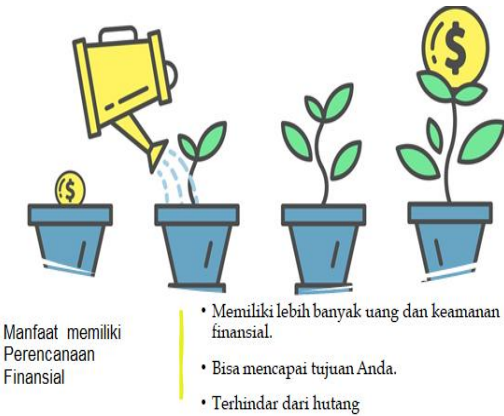 $
$
Manfaat memiliki
Perencanaan
Finansial
• Memiliki lebih banyak uang dan keamanan
finansial.
• Bisa mencapai tujuan Anda.
• Terhindar dari hutang